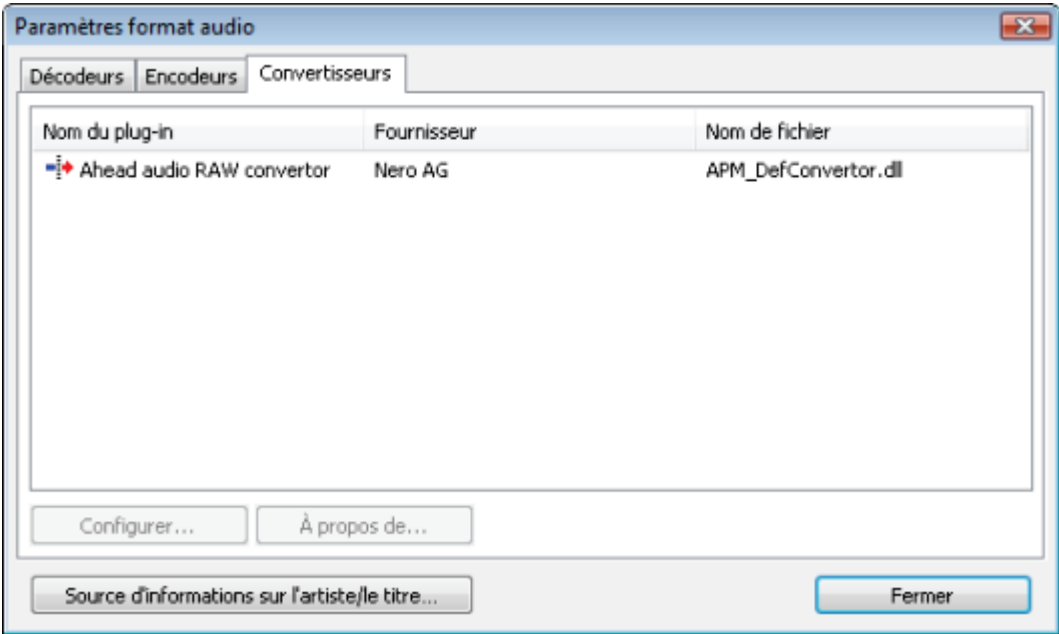 Paramètres format audio
Décodeurs Encodeurs Convertisseurs
Nom du plug-in Fournisseur Nom de fichier
Ahead audio RAW convertor Nero AG APM_DefConvertor.dll
Configurer... À propos de...
Source d'informations sur l'artiste/le titre... Fermer